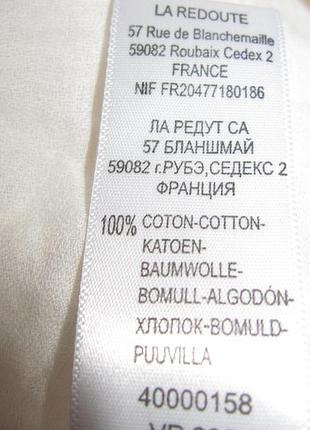 LA REDOUTE
57 Rue de Blanchemaille
59082 Roubaix Cedex 2
FRANCE
NIF FR20477180186
ЛА РЕДУТ СА
57 БЛАНШМАЙ
59082 г.РУБЭ,СЕДЕКС 2
ФРАНЦИЯ
100% COTON-COTTON-
KATOEN-
BAUMWOLLE-
BOMULL-ALGODÓN-
ХЛОПОК-BOMULD-
PUUVILLA
40000158